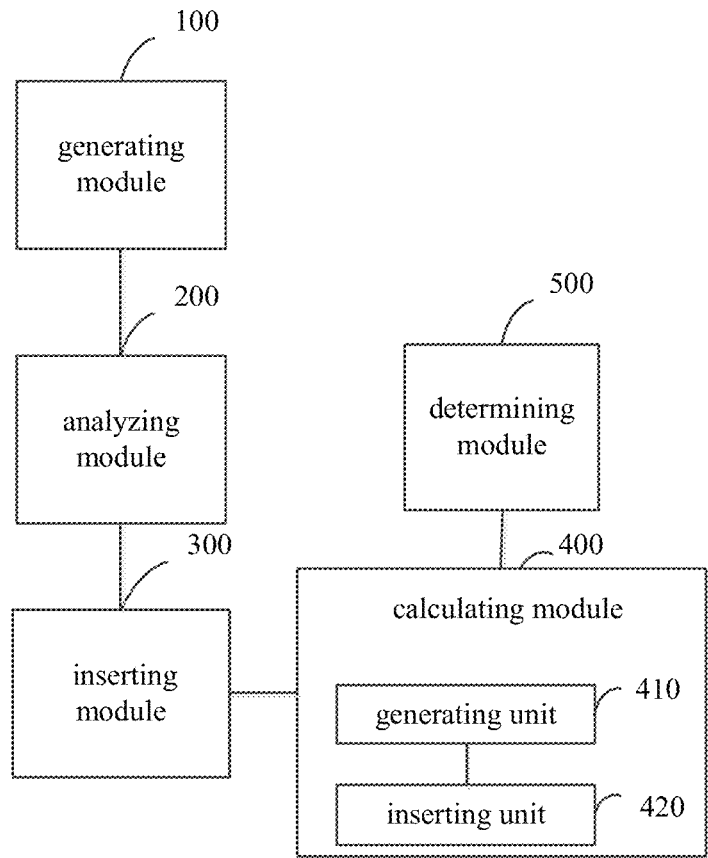 100
generating
module
200
analyzing
module
300
inserting
module
500
determining
module
400
calculating module
410
generating unit
420
inserting unit